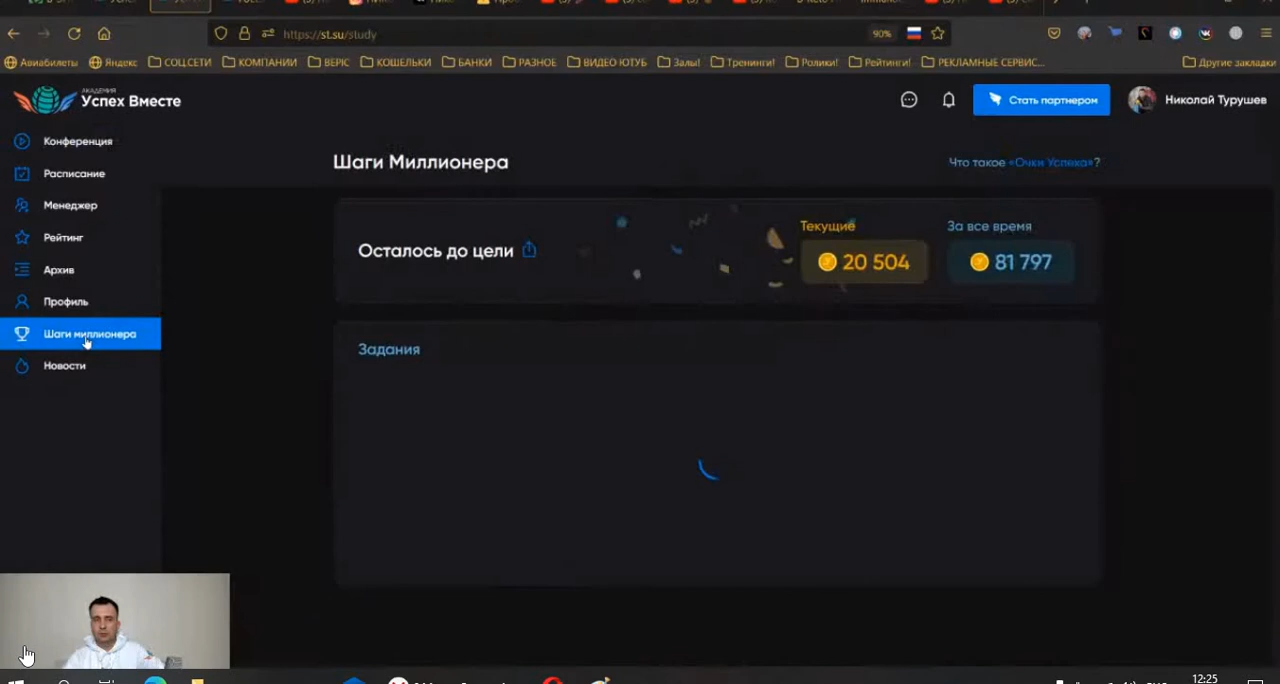 https://st.su/study
90%
Авиабилеты Яндекс СОЦ.СЕТИ КОМПАНИИ ВЕРІС КОШЕЛЬКИ БАНКИ РАЗНОЕ ВИДЕО ЮТУБ Залы! Тренинги! Ролики! Рейтинги! РЕКЛАМНЫЕ СЕРВИС... Другие закладки
АКАДЕМИЯ
Успех Вместе
Стать партнером
Николай Турушев
Конференция
Расписание
Менеджер
Рейтинг
Архив
Профиль
Шаги миллионера
Новости
Шаги Миллионера
Что такое «Очки Успеха»?
Осталось до цели
Текущие
20 504
За все время
81 797
Задания
12:25